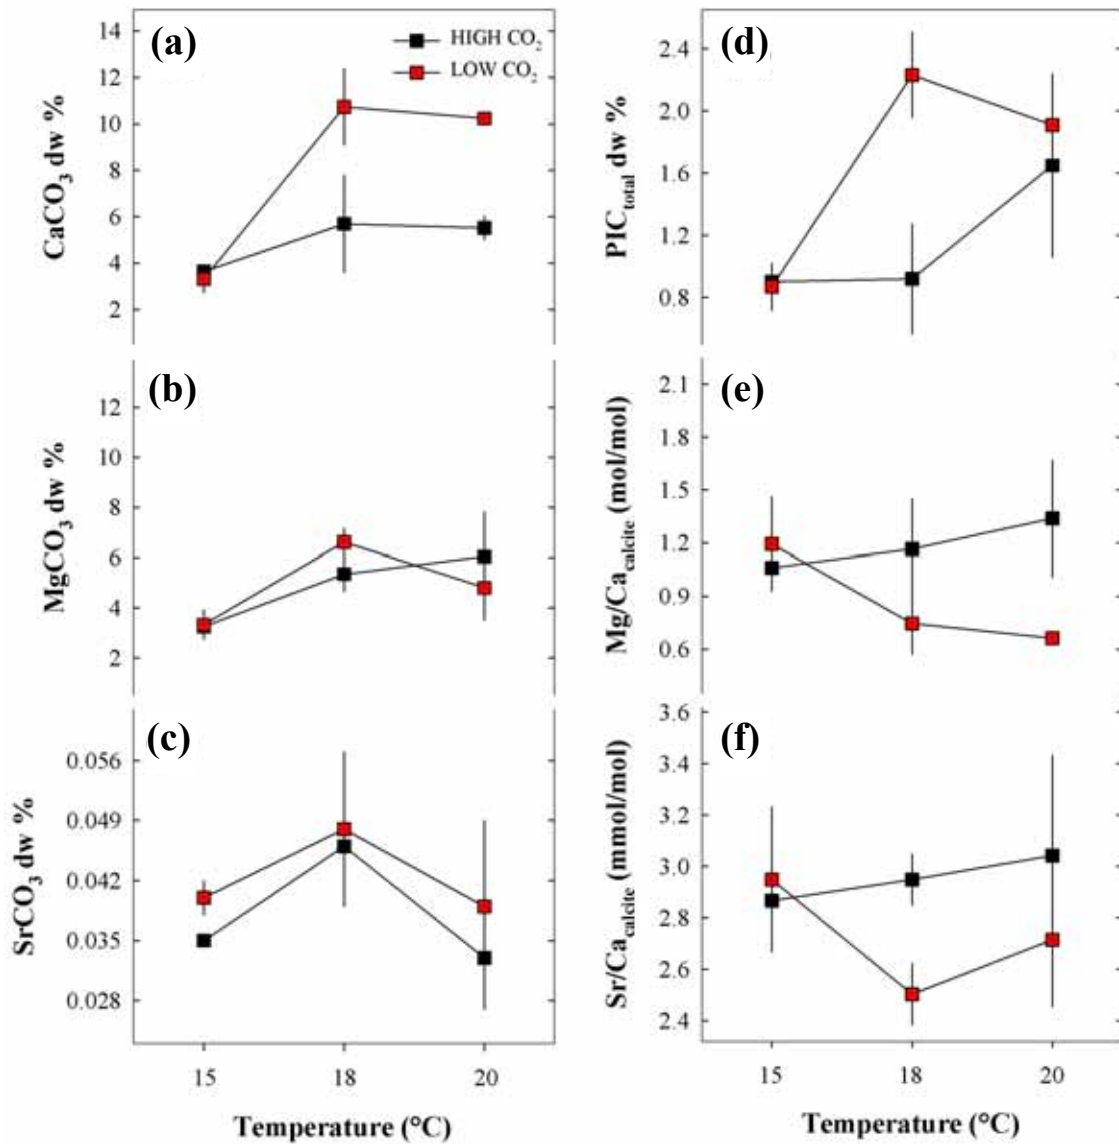 (a)
HIGH CO₂
LOW CO₂
CaCO₃ dw %
14
12
10
8
6
4
2
(b)
MgCO₃ dw %
12
10
8
6
4
2
(c)
SrCO₃ dw %
0.056
0.049
0.042
0.035
0.028
15
18
20
Temperature (°C)
(d)
PIC_total dw %
2.4
2.0
1.6
1.2
0.8
(e)
Mg/Ca_calcite (mol/mol)
2.1
1.8
1.5
1.2
0.9
0.6
(f)
Sr/Ca_calcite (mmol/mol)
3.6
3.4
3.2
3.0
2.8
2.6
2.4
15
18
20
Temperature (°C)